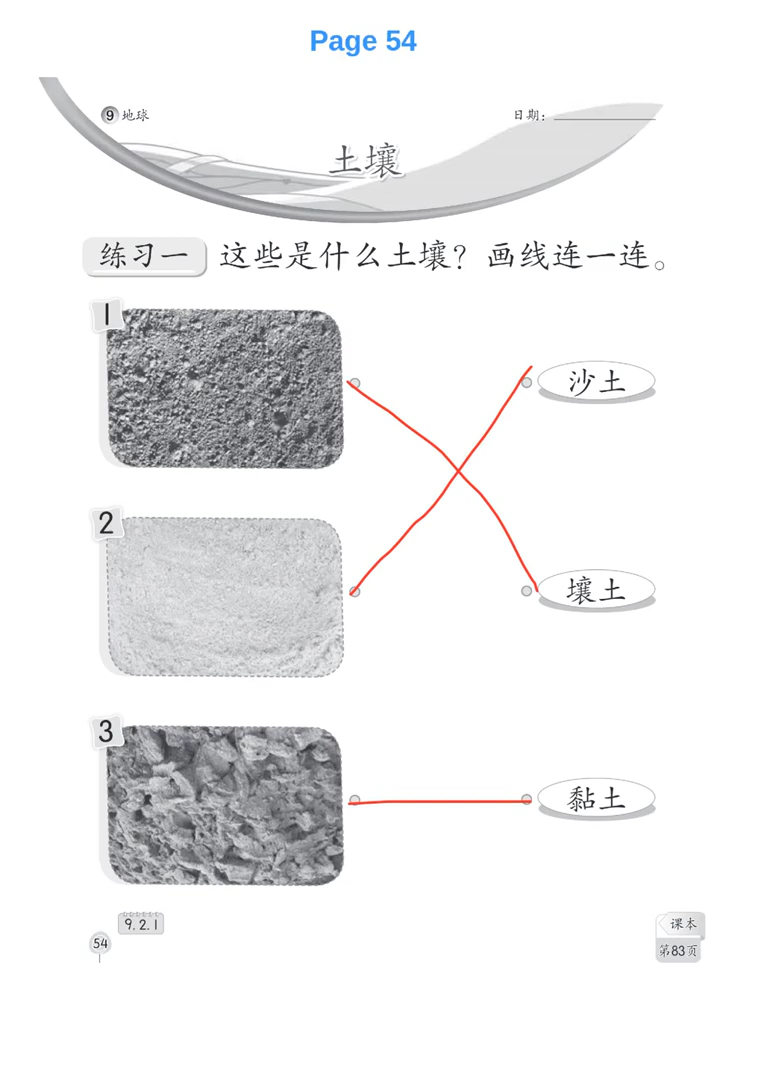 Page 54
9 地球
日期：
土壤
练习一 这些是什么土壤？画线连一连。
1
沙土
2
壤土
3
黏土
9.2.1
54
课本
第83页